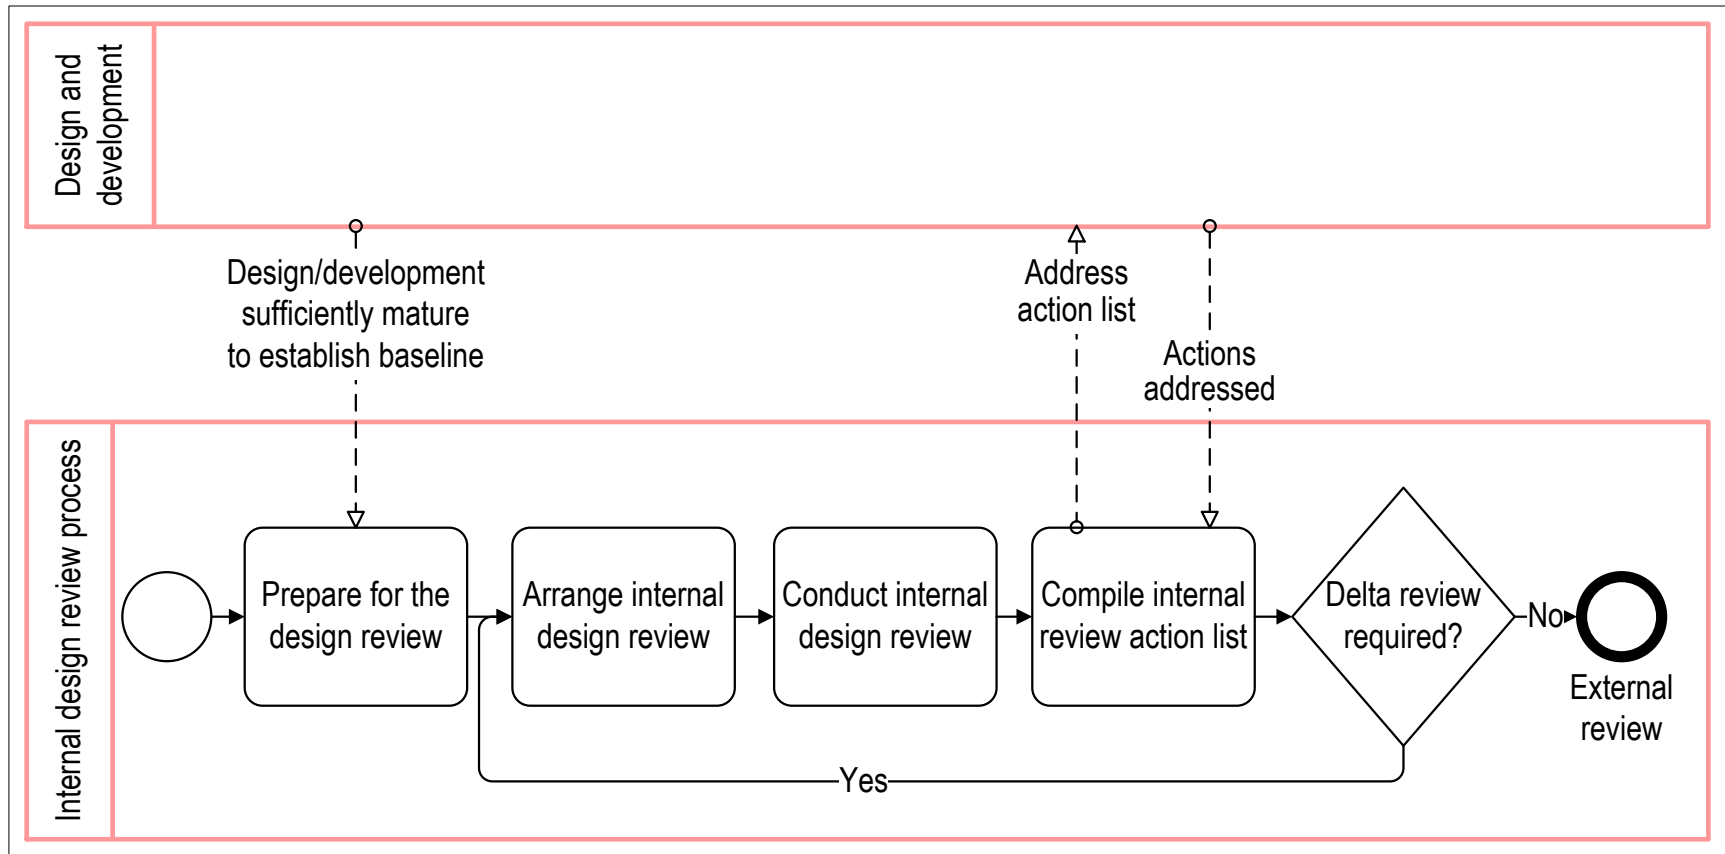 Design and
development
Design/development
sufficiently mature
to establish baseline
Address
action list
Actions
addressed
Internal design review process
Prepare for the
design review
Arrange internal
design review
Conduct internal
design review
Compile internal
review action list
Delta review
required?
No
External
review
Yes